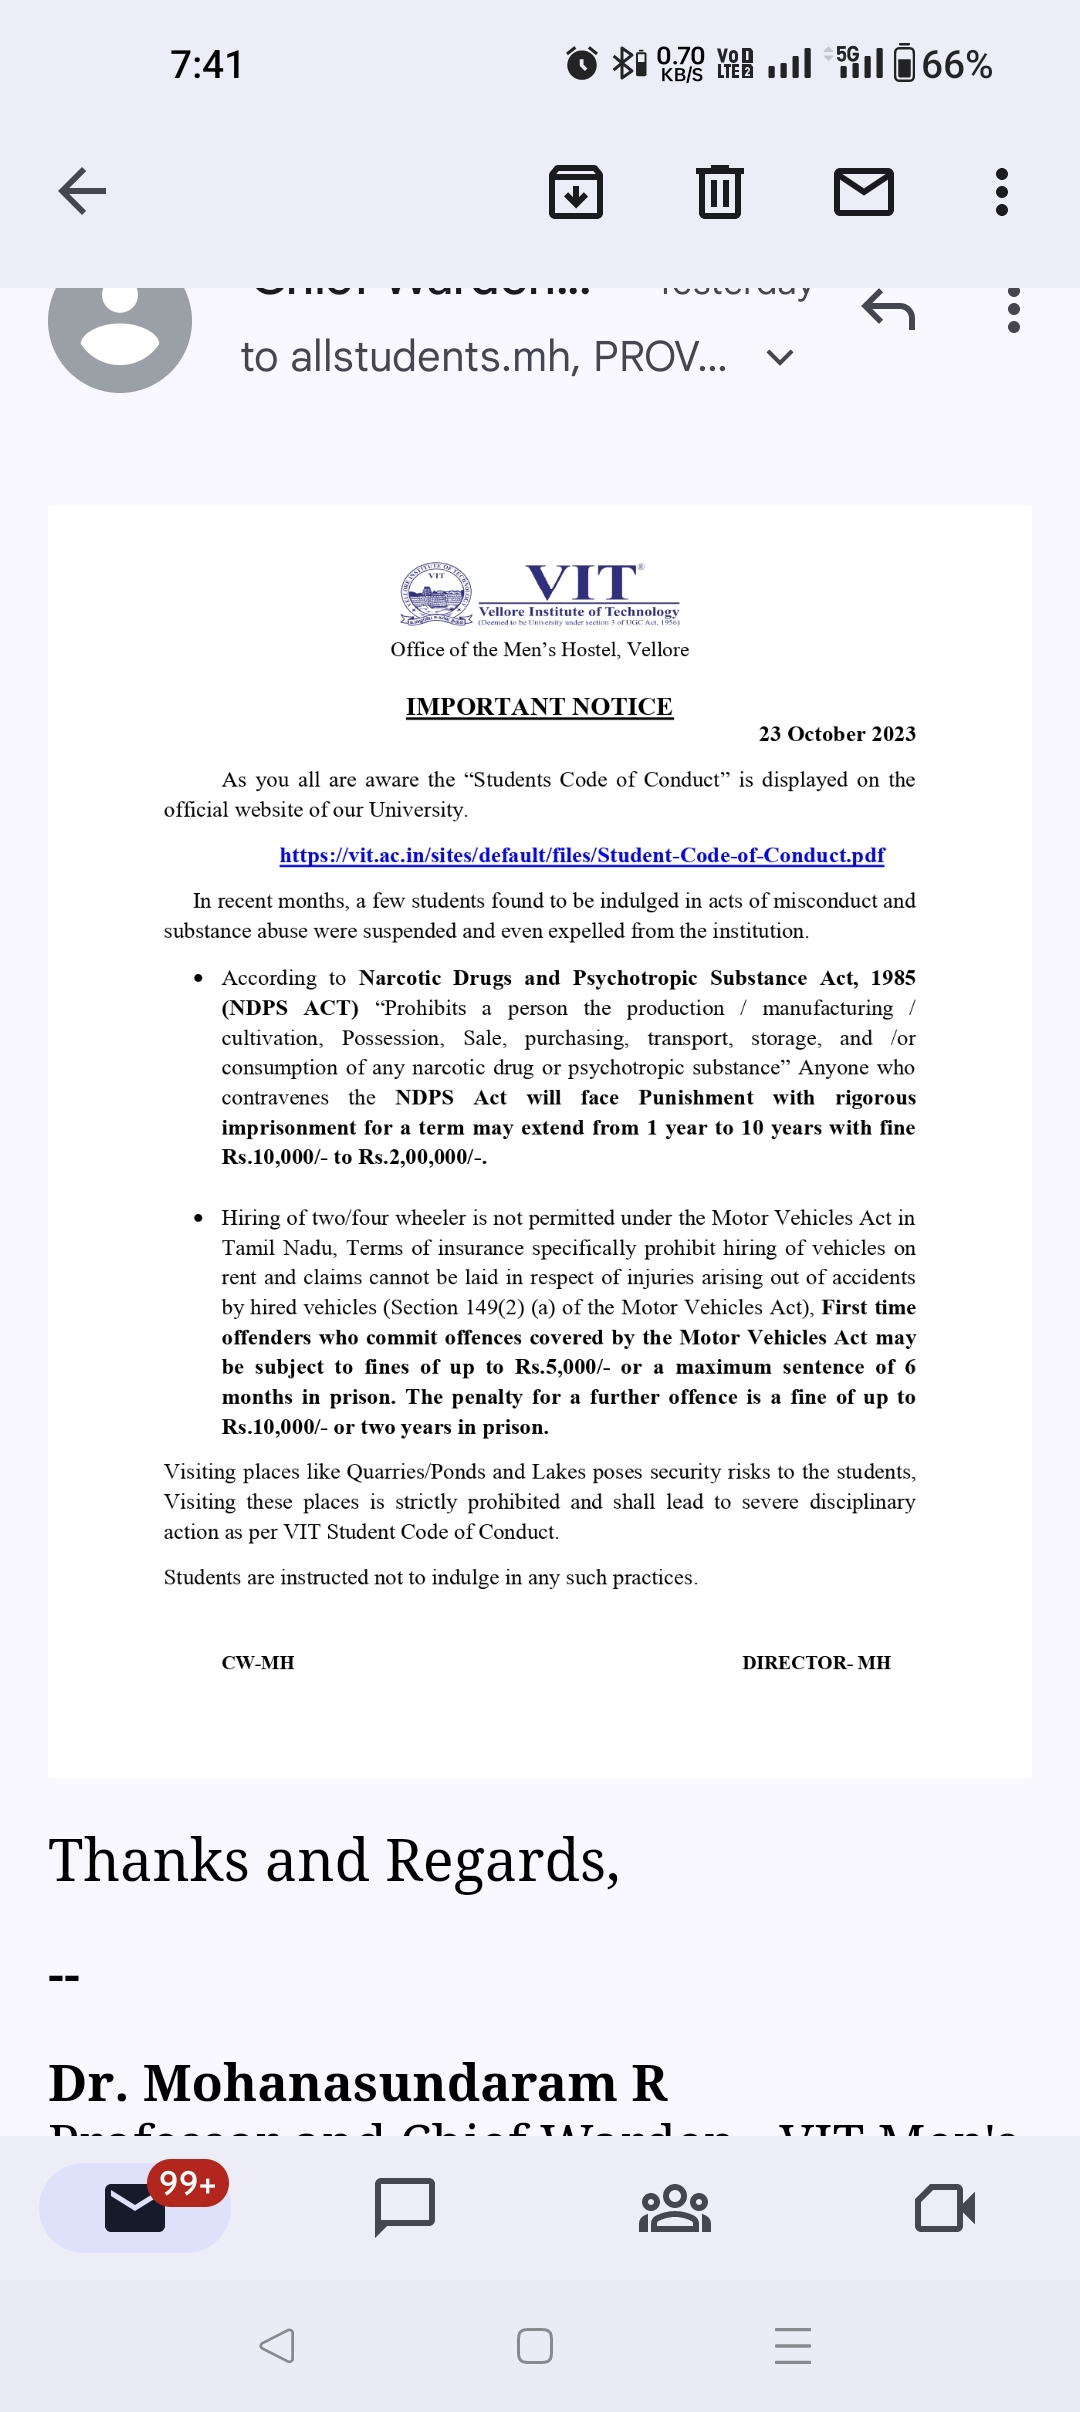 7:41
0.70 KB/S
VoD LTE 2
5G
66%
Chief Warden...
Yesterday
to allstudents.mh, PROV...
VIT
VIT®
Vellore Institute of Technology
(Deemed to be University under section 3 of UGC Act, 1956)
Office of the Men's Hostel, Vellore
IMPORTANT NOTICE
23 October 2023
As you all are aware the “Students Code of Conduct” is displayed on the
official website of our University.
https://vit.ac.in/sites/default/files/Student-Code-of-Conduct.pdf
In recent months, a few students found to be indulged in acts of misconduct and
substance abuse were suspended and even expelled from the institution.
• According to Narcotic Drugs and Psychotropic Substance Act, 1985
(NDPS ACT) “Prohibits a person the production / manufacturing /
cultivation, Possession, Sale, purchasing, transport, storage, and /or
consumption of any narcotic drug or psychotropic substance” Anyone who
contravenes the NDPS Act will face Punishment with rigorous
imprisonment for a term may extend from 1 year to 10 years with fine
Rs.10,000/- to Rs.2,00,000/-.
• Hiring of two/four wheeler is not permitted under the Motor Vehicles Act in
Tamil Nadu, Terms of insurance specifically prohibit hiring of vehicles on
rent and claims cannot be laid in respect of injuries arising out of accidents
by hired vehicles (Section 149(2) (a) of the Motor Vehicles Act), First time
offenders who commit offences covered by the Motor Vehicles Act may
be subject to fines of up to Rs.5,000/- or a maximum sentence of 6
months in prison. The penalty for a further offence is a fine of up to
Rs.10,000/- or two years in prison.
Visiting places like Quarries/Ponds and Lakes poses security risks to the students,
Visiting these places is strictly prohibited and shall lead to severe disciplinary
action as per VIT Student Code of Conduct.
Students are instructed not to indulge in any such practices.
CW-MH
DIRECTOR- MH
Thanks and Regards,
--
Dr. Mohanasundaram R
Professor and Chief Warden - VIT Men's
99+